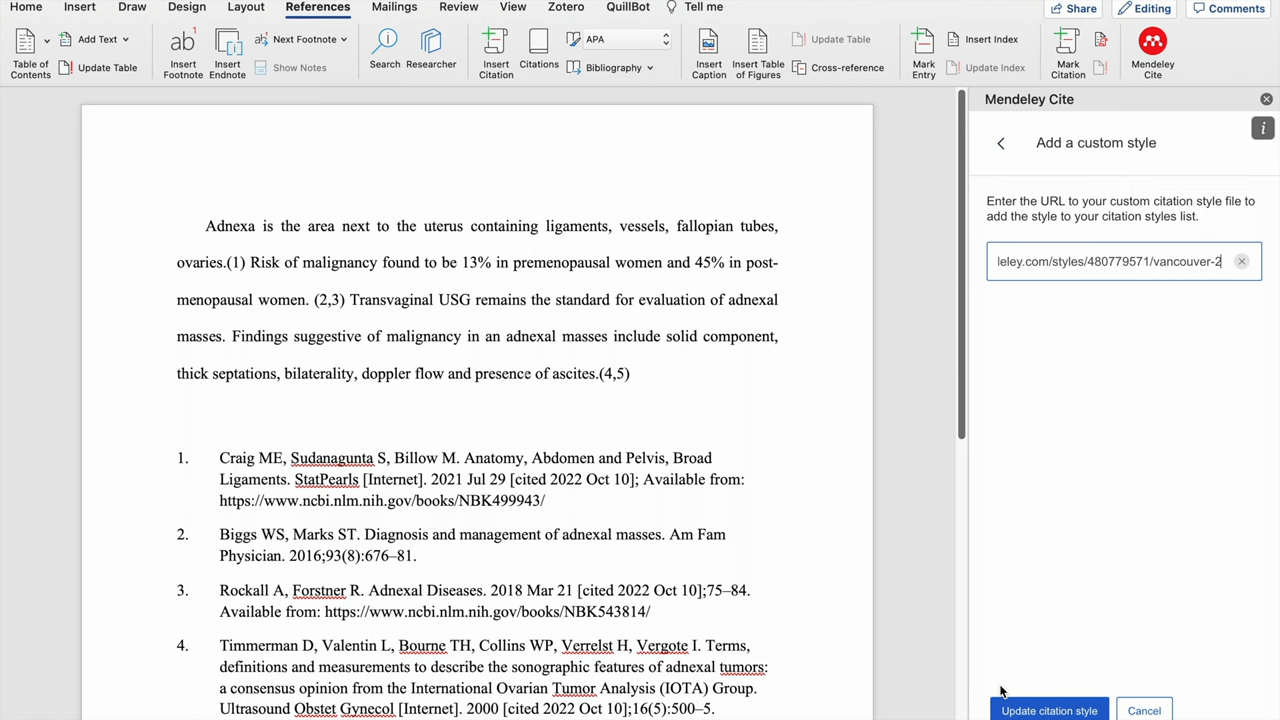 Home Insert Draw Design Layout References Mailings Review View Zotero QuillBot Tell me Share Editing Comments
Table of Contents
Add Text
Update Table
Insert Footnote
Insert Endnote
Next Footnote
Show Notes
Search
Researcher
Insert Citation
Citations
APA
Bibliography
Insert Caption
Insert Table of Figures
Update Table
Cross-reference
Mark Entry
Insert Index
Update Index
Mark Citation
Mendeley Cite
Adnexa is the area next to the uterus containing ligaments, vessels, fallopian tubes,
ovaries.(1) Risk of malignancy found to be 13% in premenopausal women and 45% in post-
menopausal women. (2,3) Transvaginal USG remains the standard for evaluation of adnexal
masses. Findings suggestive of malignancy in an adnexal masses include solid component,
thick septations, bilaterality, doppler flow and presence of ascites.(4,5)
1. Craig ME, Sudanagunta S, Billow M. Anatomy, Abdomen and Pelvis, Broad
Ligaments. StatPearls [Internet]. 2021 Jul 29 [cited 2022 Oct 10]; Available from:
https://www.ncbi.nlm.nih.gov/books/NBK499943/
2. Biggs WS, Marks ST. Diagnosis and management of adnexal masses. Am Fam
Physician. 2016;93(8):676–81.
3. Rockall A, Forstner R. Adnexal Diseases. 2018 Mar 21 [cited 2022 Oct 10];75–84.
Available from: https://www.ncbi.nlm.nih.gov/books/NBK543814/
4. Timmerman D, Valentin L, Bourne TH, Collins WP, Verrelst H, Vergote I. Terms,
definitions and measurements to describe the sonographic features of adnexal tumors:
a consensus opinion from the International Ovarian Tumor Analysis (IOTA) Group.
Ultrasound Obstet Gynecol [Internet]. 2000 [cited 2022 Oct 10];16(5):500–5.
Mendeley Cite
i
Add a custom style
Enter the URL to your custom citation style file to
add the style to your citation styles list.
leley.com/styles/480779571/vancouver-2
Update citation style
Cancel